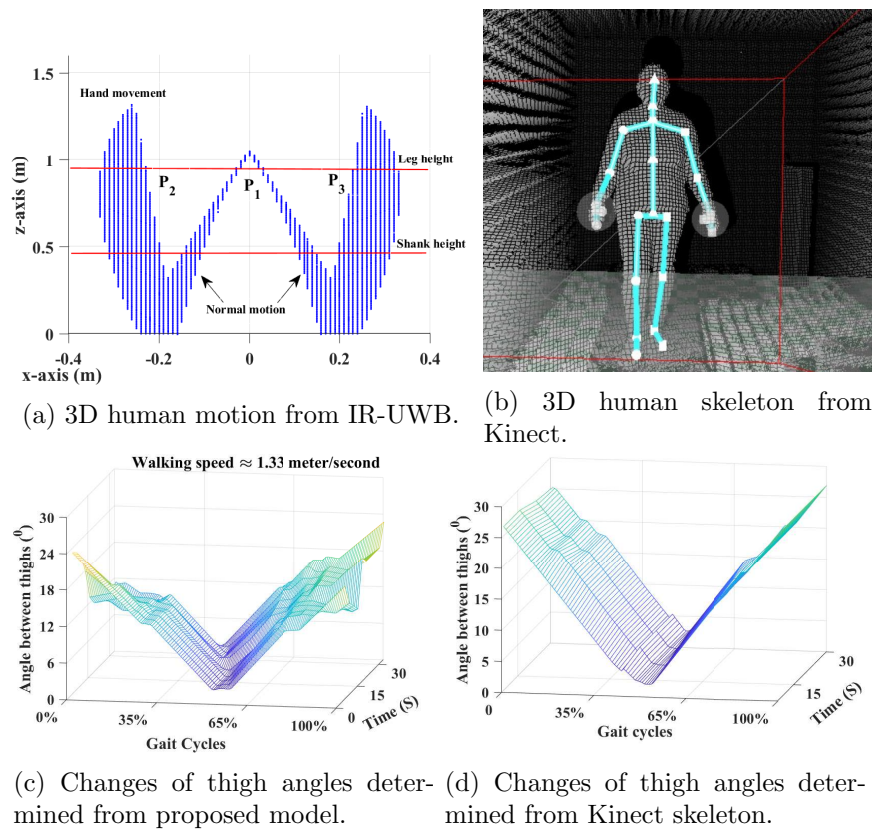 Hand movement
z-axis (m)
1.5
1
0.5
0
Leg height
P2
P1
P3
Shank height
Normal motion
-0.4
-0.2
0
0.2
0.4
x-axis (m)
(a) 3D human motion from IR-UWB.
(b) 3D human skeleton from
Kinect.
Walking speed ≈ 1.33 meter/second
Angle between thighs (⁰)
30
24
18
12
6
0
0%
35%
65%
100%
Gait Cycles
0
15
30
Time (S)
(c) Changes of thigh angles deter-
mined from proposed model.
Angle between thighs (⁰)
30
25
20
15
10
5
0
0
35%
65%
100%
Gait cycles
15
30
Time (S)
(d) Changes of thigh angles deter-
mined from Kinect skeleton.